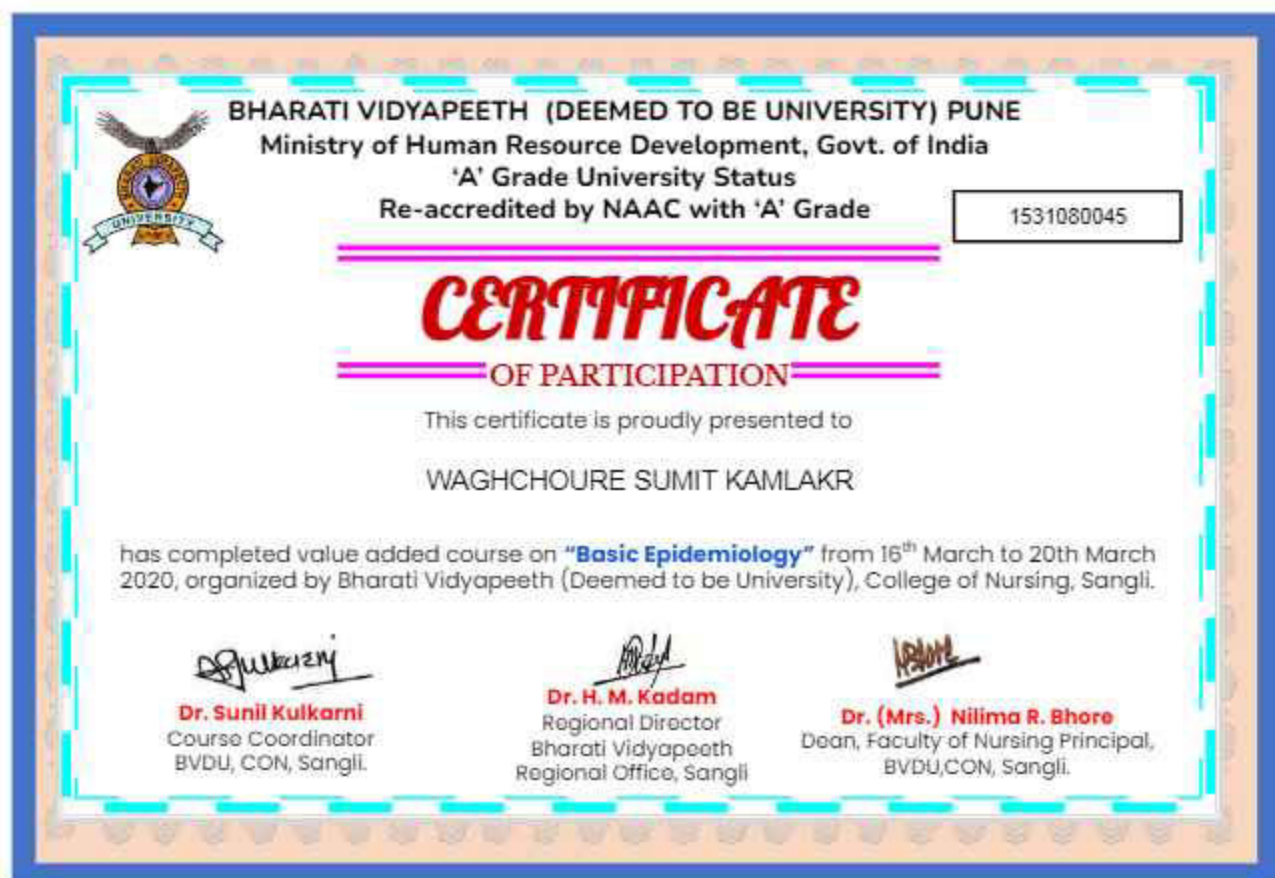 BHARATI VIDYAPEETH (DEEMED TO BE UNIVERSITY) PUNE
Ministry of Human Resource Development, Govt. of India
‘A’ Grade University Status
Re-accredited by NAAC with ‘A’ Grade
1531080045
BHARATI VIDYAPEETH
UNIVERSITY
CERTIFICATE
OF PARTICIPATION
This certificate is proudly presented to
WAGHCHOURE SUMIT KAMLAKR
has completed value added course on “Basic Epidemiology” from 16th March to 20th March
2020, organized by Bharati Vidyapeeth (Deemed to be University), College of Nursing, Sangli.
Dr. Sunil Kulkarni
Course Coordinator
BVDU, CON, Sangli.
Dr. H. M. Kadam
Regional Director
Bharati Vidyapeeth
Regional Office, Sangli
Dr. (Mrs.) Nilima R. Bhore
Dean, Faculty of Nursing Principal,
BVDU,CON, Sangli.